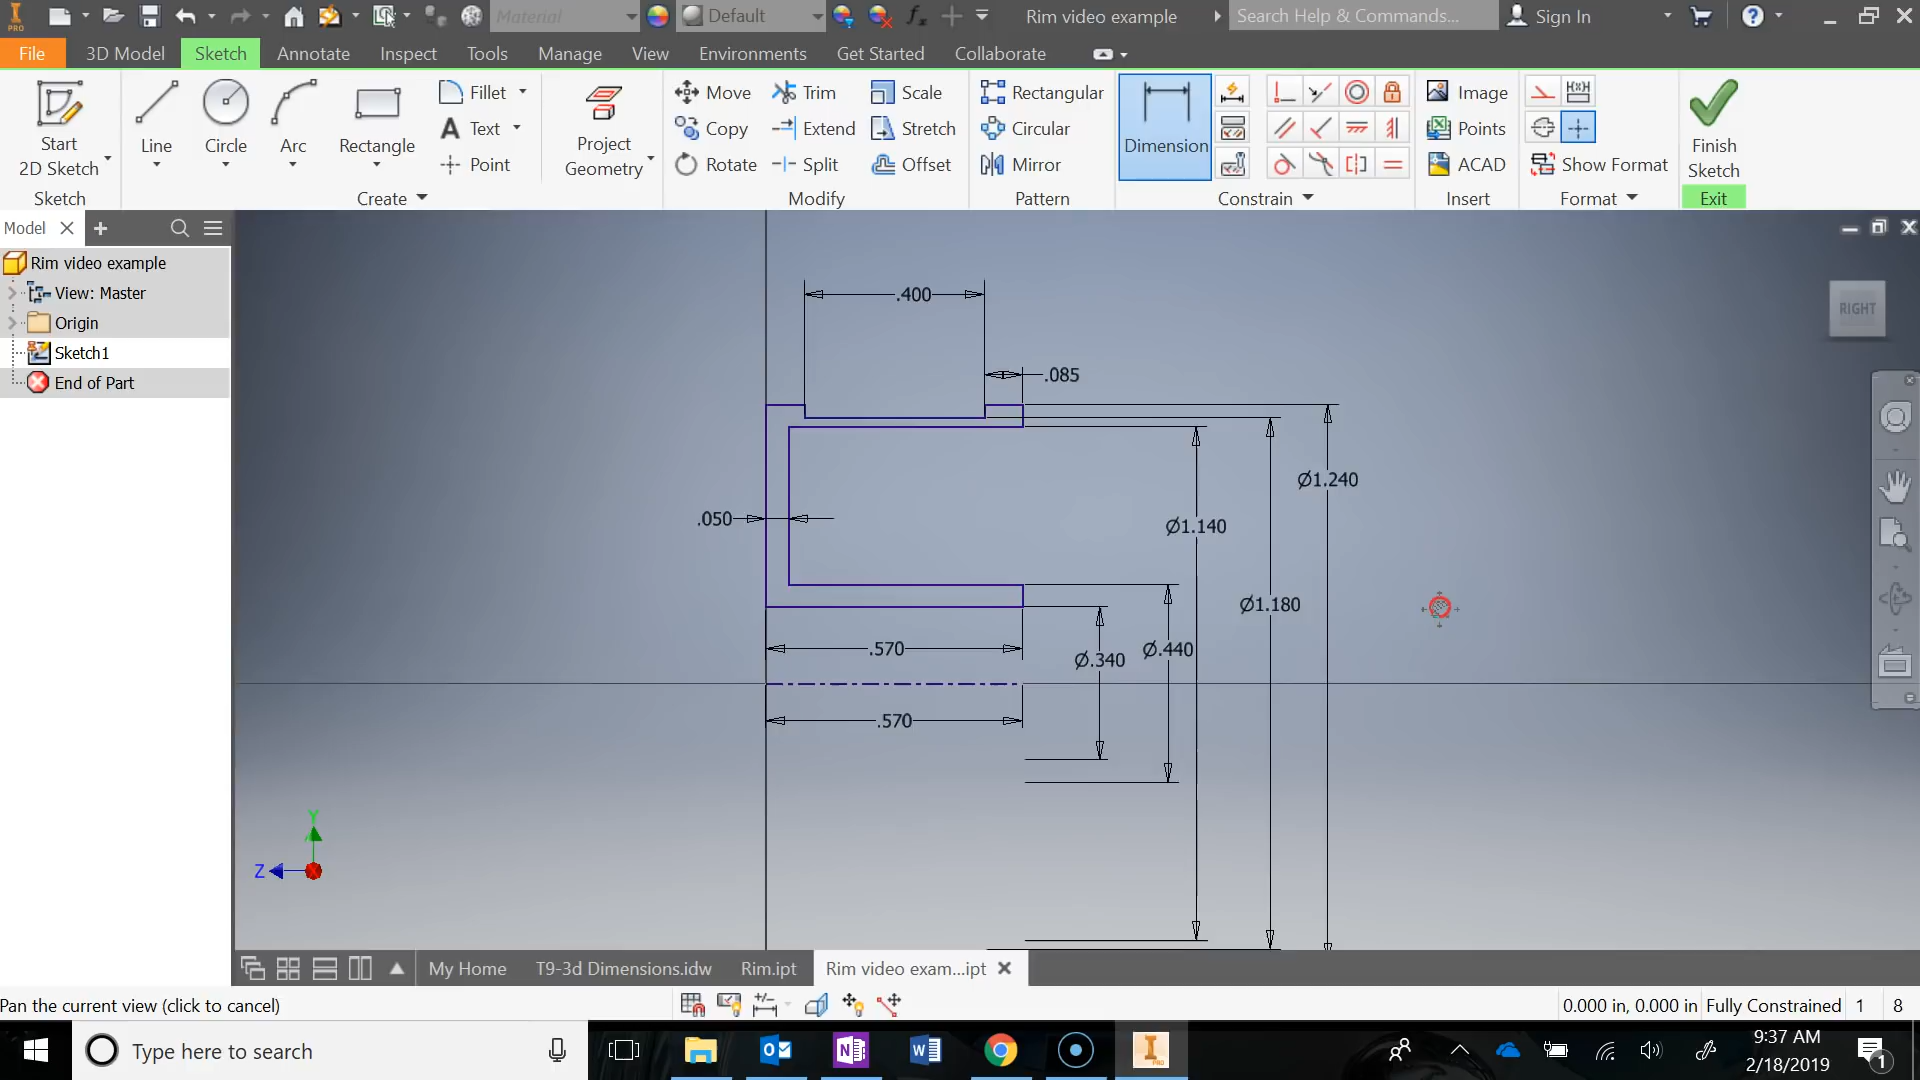 PRO
Material
Default
fx
Rim video example
Search Help & Commands...
Sign In
File
3D Model
Sketch
Annotate
Inspect
Tools
Manage
View
Environments
Get Started
Collaborate
Start
2D Sketch
Line
Circle
Arc
Rectangle
Fillet
Text
Point
Project
Geometry
Move
Copy
Rotate
Trim
Extend
Split
Scale
Stretch
Offset
Rectangular
Circular
Mirror
Dimension
Image
Points
ACAD
Show Format
Finish
Sketch
Sketch
Create
Modify
Pattern
Constrain
Insert
Format
Exit
Model
Rim video example
View: Master
Origin
Sketch1
End of Part
.400
.085
.050
Ø1.240
Ø1.140
Ø1.180
.570
Ø.340
Ø.440
.570
RIGHT
Y
Z
My Home
T9-3d Dimensions.idw
Rim.ipt
Rim video exam...ipt
Pan the current view (click to cancel)
0.000 in, 0.000 in
Fully Constrained
1
8
Type here to search
9:37 AM
2/18/2019
1